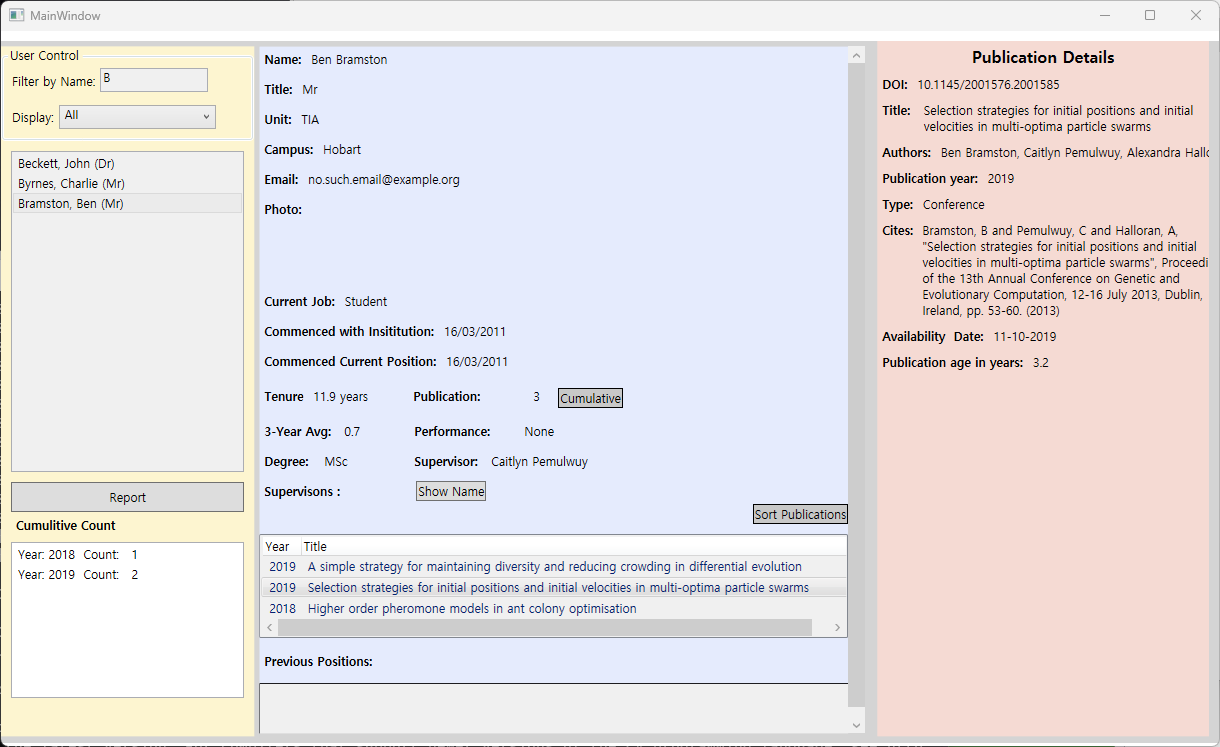 MainWindow
User Control
Filter by Name: B
Display: All
Beckett, John (Dr)
Byrnes, Charlie (Mr)
Bramston, Ben (Mr)
Report
Cumulitive Count
Year: 2018 Count: 1
Year: 2019 Count: 2
Name: Ben Bramston
Title: Mr
Unit: TIA
Campus: Hobart
Email: no.such.email@example.org
Photo:
Current Job: Student
Commenced with Insititution: 16/03/2011
Commenced Current Position: 16/03/2011
Tenure 11.9 years Publication: 3 Cumulative
3-Year Avg: 0.7 Performance: None
Degree: MSc Supervisor: Caitlyn Pemulwuy
Supervisons : Show Name
Sort Publications
Year Title
2019 A simple strategy for maintaining diversity and reducing crowding in differential evolution
2019 Selection strategies for initial positions and initial velocities in multi-optima particle swarms
2018 Higher order pheromone models in ant colony optimisation
Previous Positions:
Publication Details
DOI: 10.1145/2001576.2001585
Title: Selection strategies for initial positions and initial
velocities in multi-optima particle swarms
Authors: Ben Bramston, Caitlyn Pemulwuy, Alexandra Hallo
Publication year: 2019
Type: Conference
Cites: Bramston, B and Pemulwuy, C and Halloran, A,
"Selection strategies for initial positions and initial
velocities in multi-optima particle swarms", Proceedi
of the 13th Annual Conference on Genetic and
Evolutionary Computation, 12-16 July 2013, Dublin,
Ireland, pp. 53-60. (2013)
Availability Date: 11-10-2019
Publication age in years: 3.2